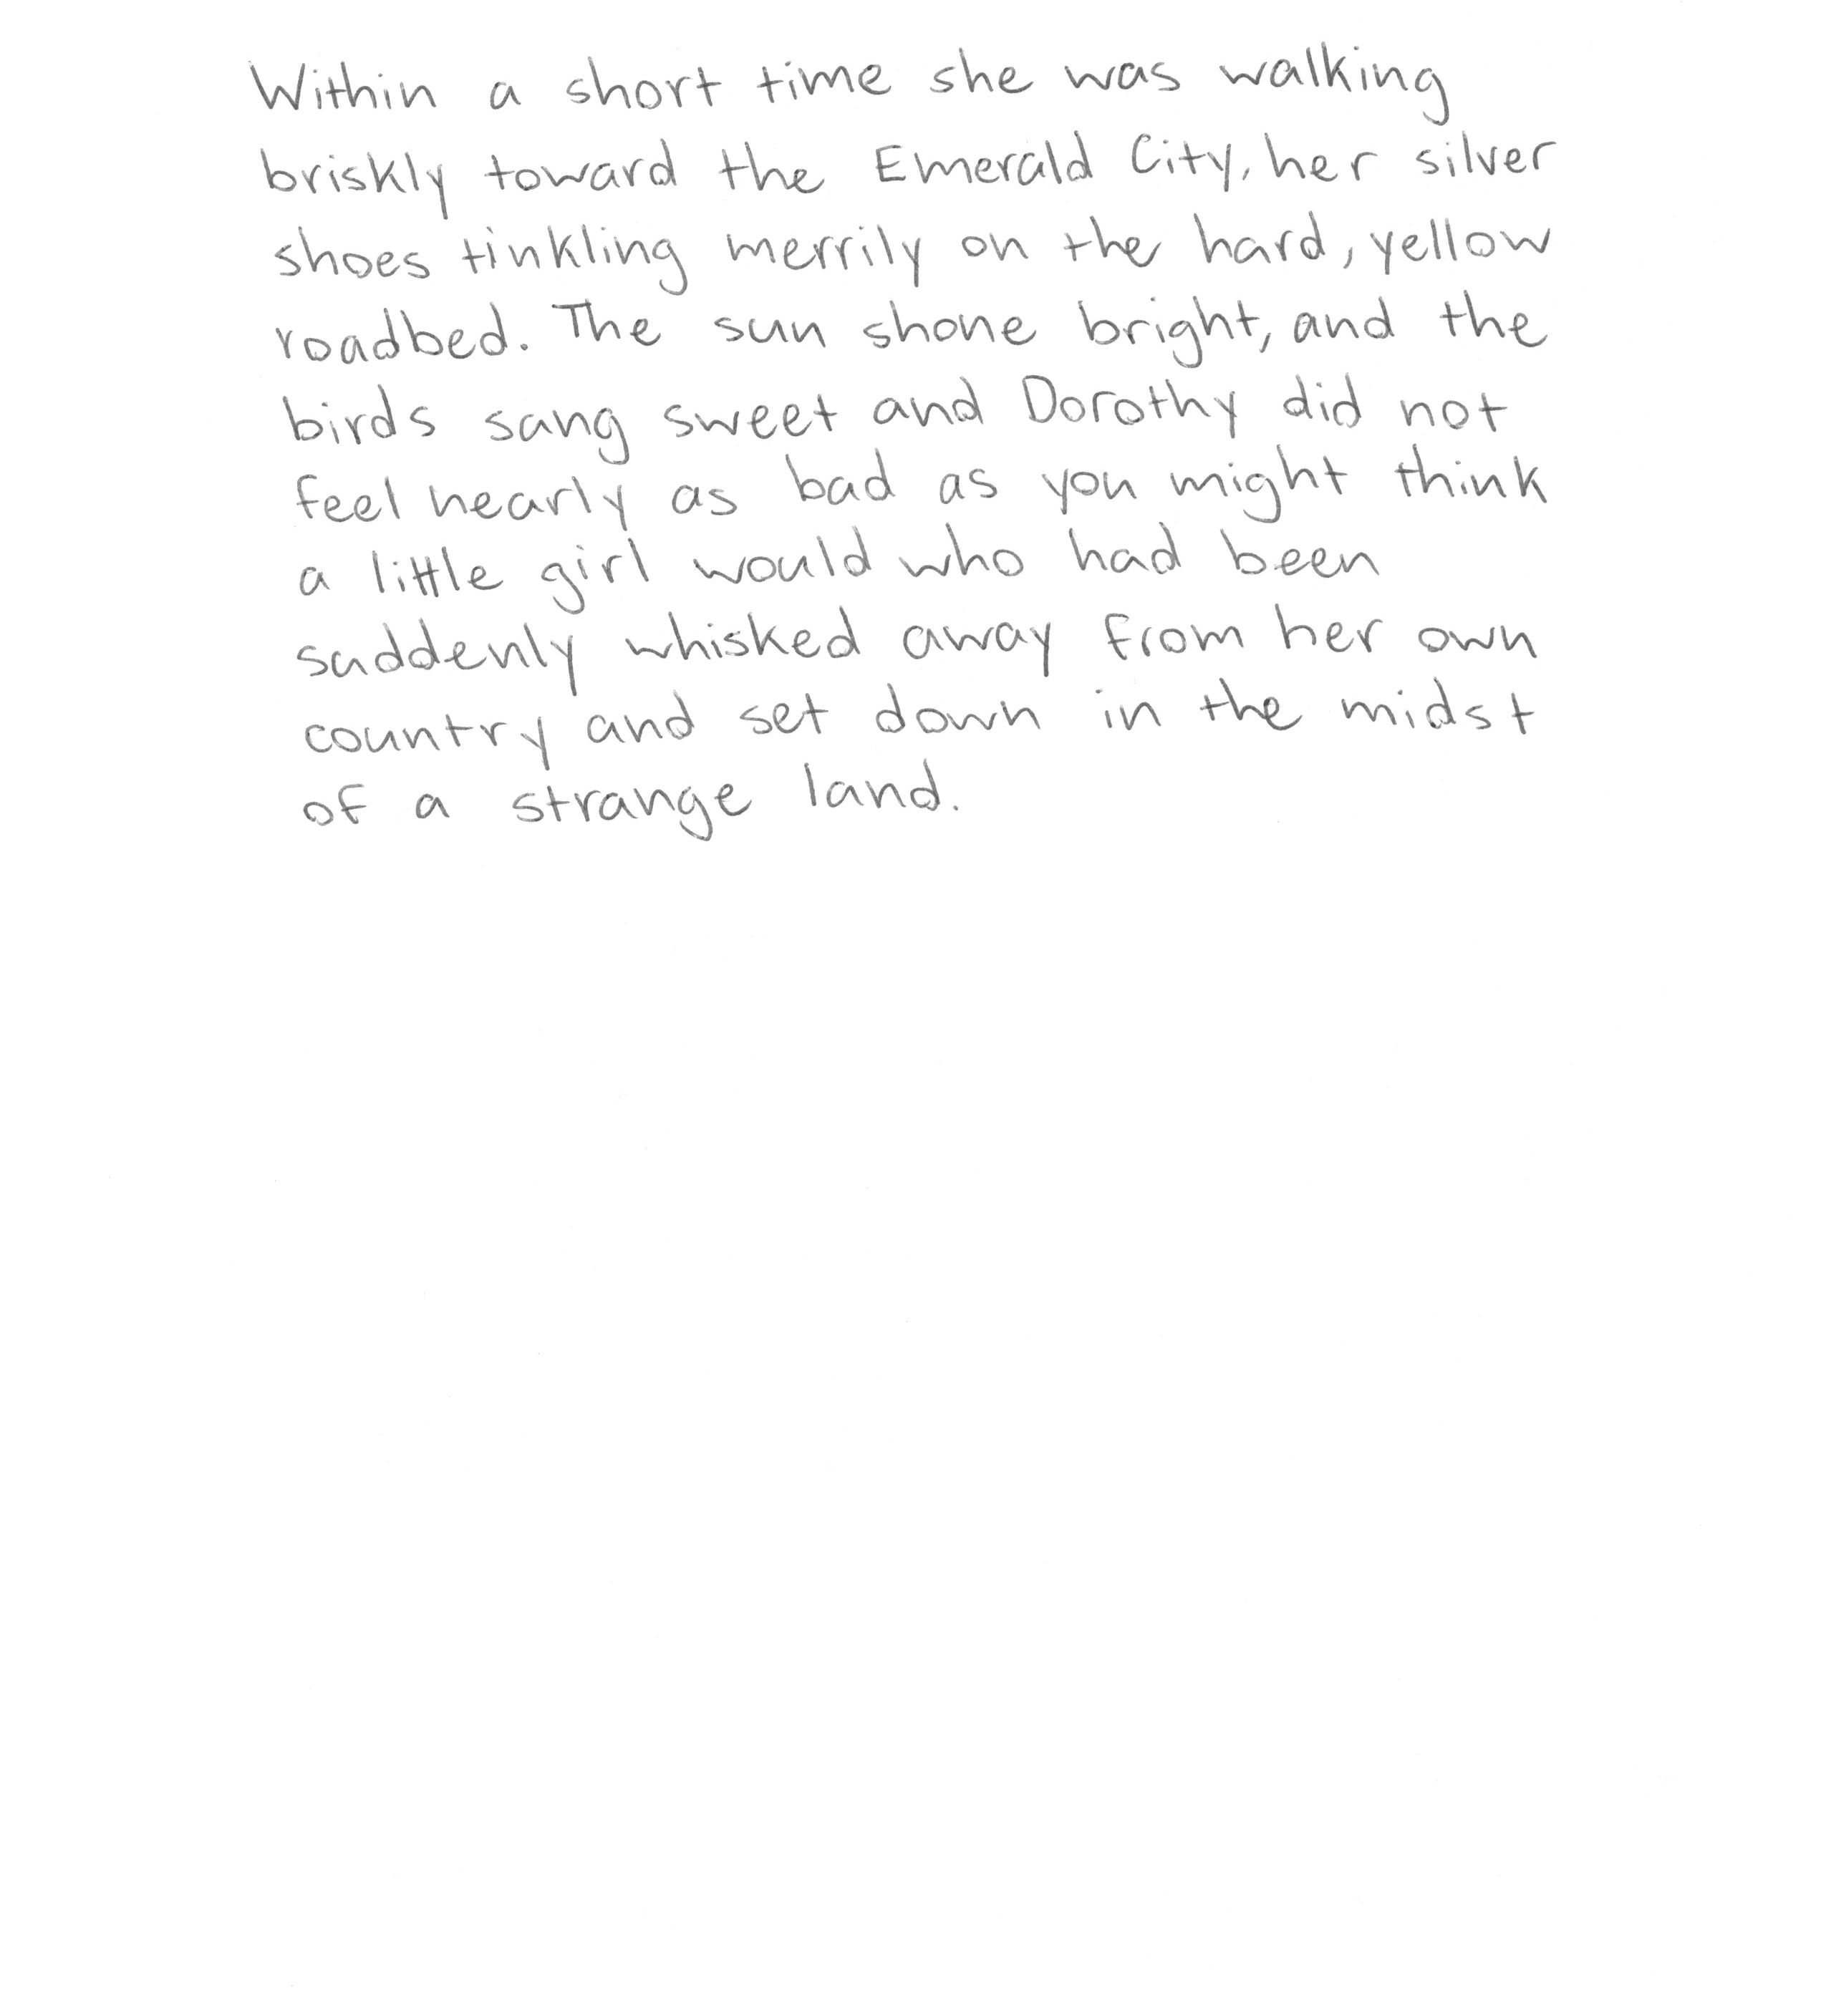 Within a short time she was walking
briskly toward the Emerald City, her silver
shoes tinkling merrily on the hard, yellow
roadbed. The sun shone bright, and the
birds sang sweet and Dorothy did not
feel nearly as bad as you might think
a little girl would who had been
suddenly whisked away from her own
country and set down in the midst
of a strange land.